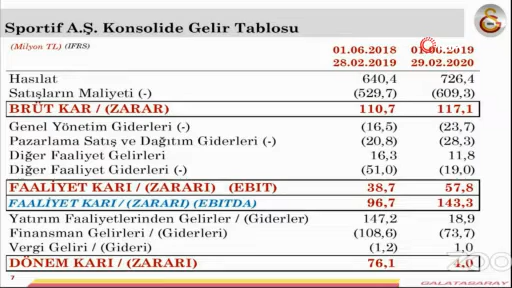 Sportif A.Ş. Konsolide Gelir Tablosu
(Milyon TL) (IFRS)
01.06.2018 01.06.2019
28.02.2019 29.02.2020
Hasılat 640,4 726,4
Satışların Maliyeti (-) (529,7) (609,3)
BRÜT KAR / (ZARAR) 110,7 117,1
Genel Yönetim Giderleri (-) (16,5) (23,7)
Pazarlama Satış ve Dağıtım Giderleri (-) (20,8) (28,3)
Diğer Faaliyet Gelirleri 16,3 11,8
Diğer Faaliyet Giderleri (-) (51,0) (19,0)
FAALİYET KARI / (ZARARI) (EBIT) 38,7 57,8
FAALİYET KARI / (ZARARI) (EBITDA) 96,7 143,3
Yatırım Faaliyetlerinden Gelirler / (Giderler) 147,2 18,9
Finansman Gelirleri / (Giderleri) (108,6) (73,7)
Vergi Geliri / (Gideri) (1,2) 1,0
DÖNEM KARI / (ZARARI) 76,1 4,0
7
GALATASARAY